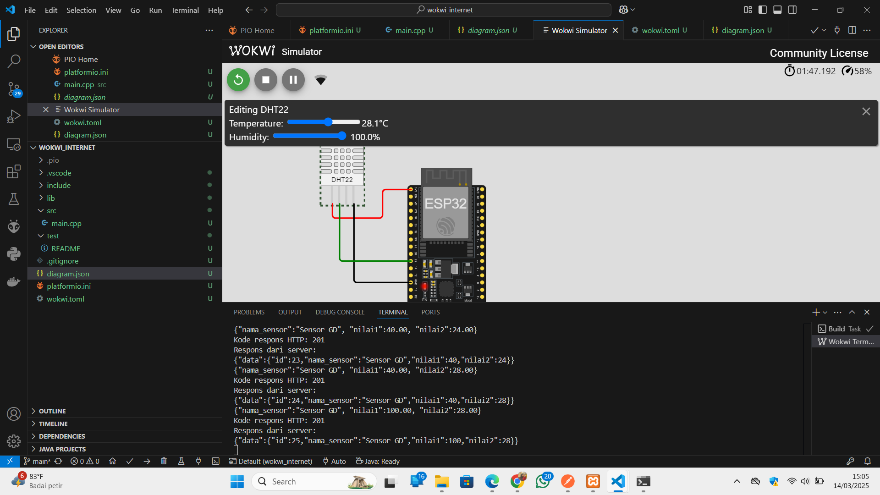 File Edit Selection View Go Run Terminal Help
wokwi internet
EXPLORER
PIO Home
platformio.ini U
main.cpp U
diagram.json U
Wokwi Simulator
wokwi.toml U
diagram.json U
OPEN EDITORS
PIO Home
platformio.ini U
main.cpp src U
diagram.json U
Wokwi Simulator
wokwi.toml U
diagram.json U
WOKWI_INTERNET
.pio
.vscode
include
lib
src
main.cpp U
test
README U
.gitignore U
diagram.json U
platformio.ini U
wokwi.toml U
OUTLINE
TIMELINE
DEPENDENCIES
JAVA PROJECTS
WOKWI Simulator
Community License
01:47.192 58%
Editing DHT22
Temperature: 28.1°C
Humidity: 100.0%
DHT22
ESP32
PROBLEMS OUTPUT DEBUG CONSOLE TERMINAL PORTS
{"nama_sensor":"Sensor GD", "nilai1":40.00, "nilai2":24.00}
Kode respons HTTP: 201
Respons dari server:
{"data":{"id":23,"nama_sensor":"Sensor GD","nilai1":40,"nilai2":24}}
{"nama_sensor":"Sensor GD", "nilai1":40.00, "nilai2":28.00}
Kode respons HTTP: 201
Respons dari server:
{"data":{"id":24,"nama_sensor":"Sensor GD","nilai1":40,"nilai2":28}}
{"nama_sensor":"Sensor GD", "nilai1":100.00, "nilai2":28.00}
Kode respons HTTP: 201
Respons dari server:
{"data":{"id":25,"nama_sensor":"Sensor GD","nilai1":100,"nilai2":28}}
Build Task
Wokwi Term...
main* 0 0 Default (wokwi_internet) Auto Java: Ready
83°F
Badai petir
Search
15:05
14/03/2025